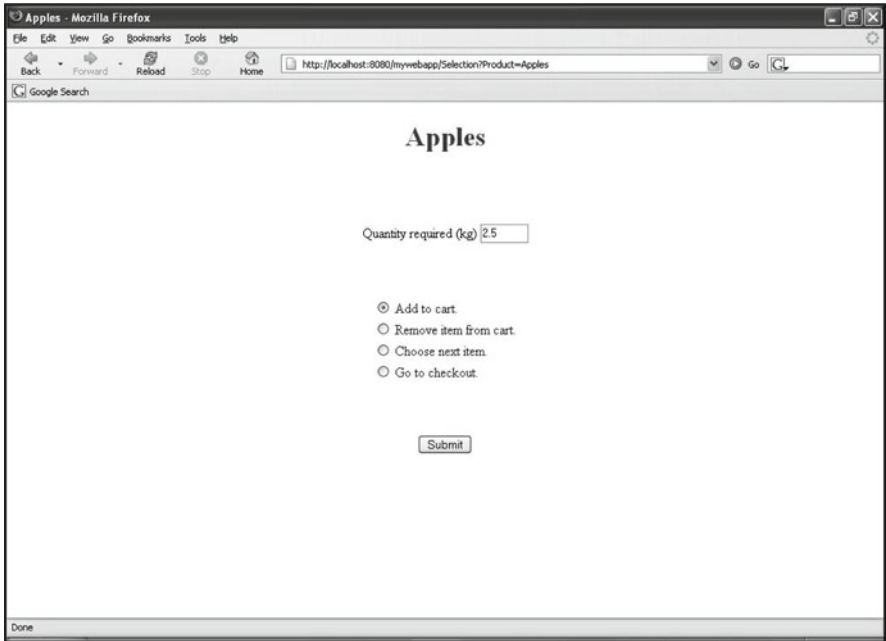 Apples - Mozilla Firefox
File Edit View Go Bookmarks Tools Help
Back Forward Reload Stop Home http://localhost:8080/mywebapp/Selection?Product=Apples Go G
G Google Search
Apples
Quantity required (kg) 2.5
Add to cart.
Remove item from cart.
Choose next item.
Go to checkout.
Submit
Done